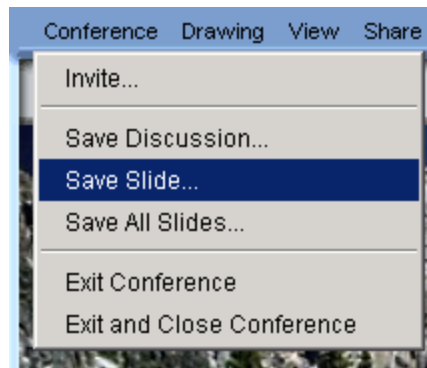 Conference Drawing View Share
Invite...
Save Discussion...
Save Slide...
Save All Slides...
Exit Conference
Exit and Close Conference